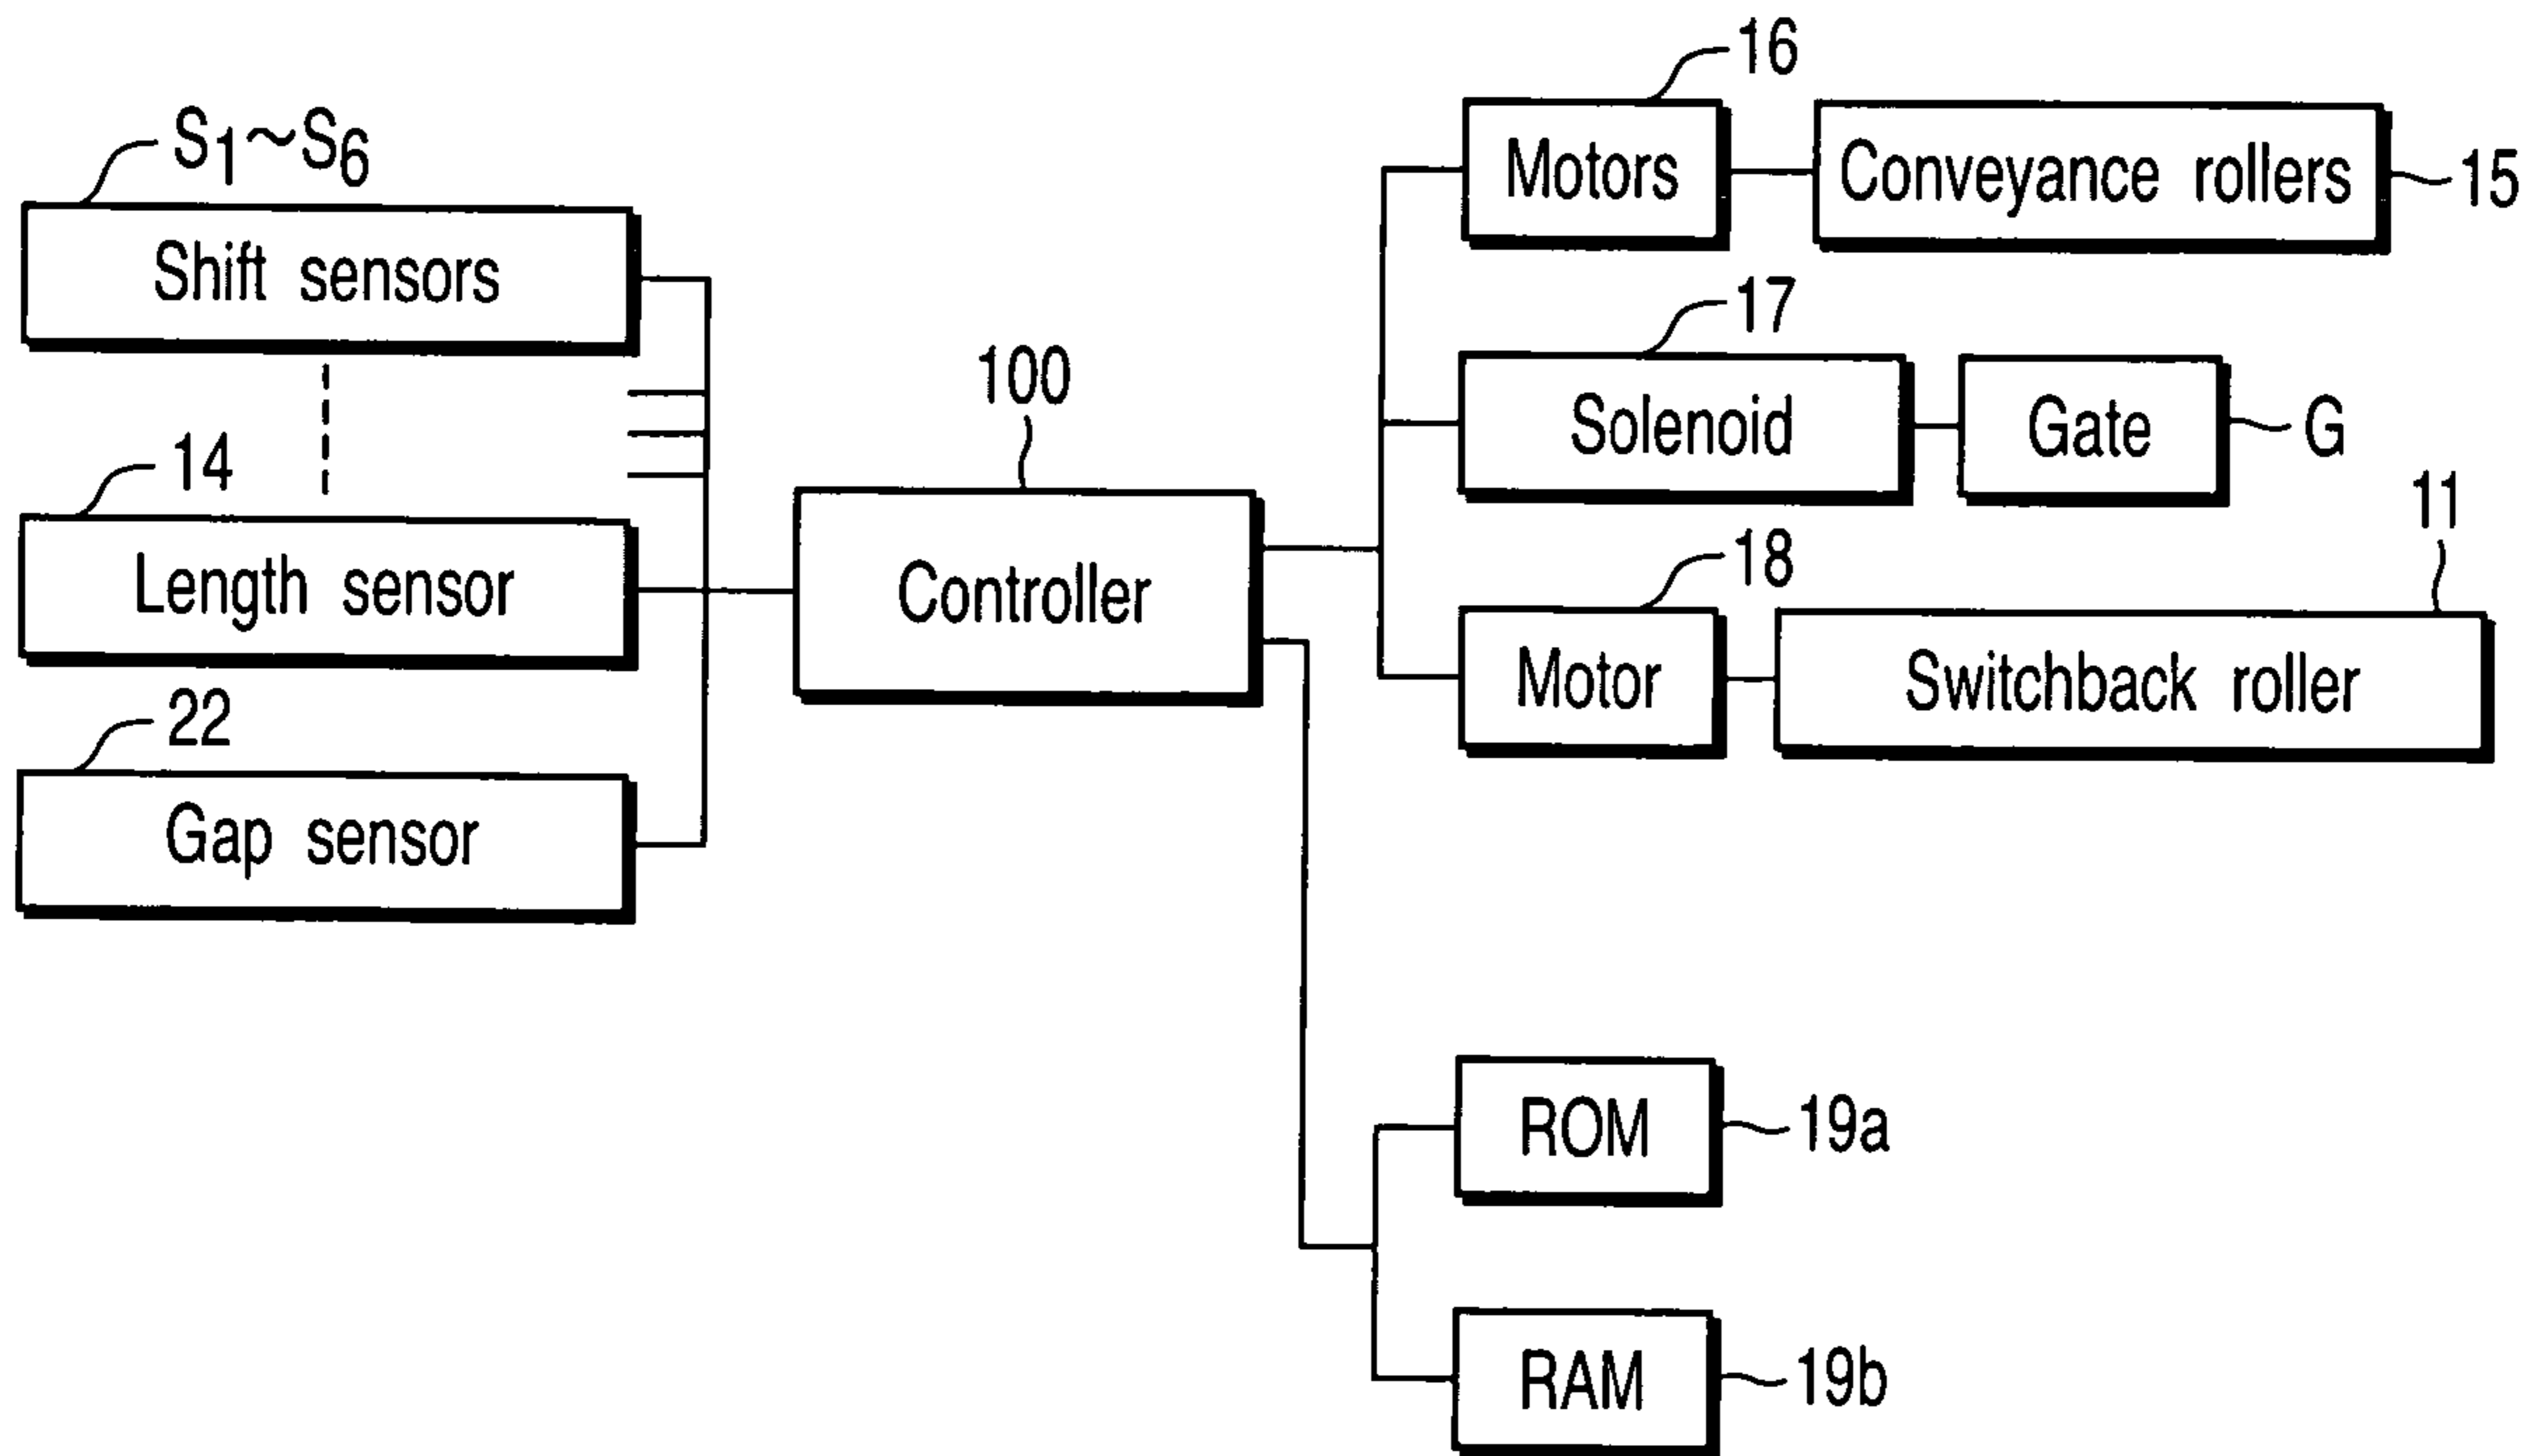 S1~S6
Shift sensors
14
Length sensor
22
Gap sensor
100
Controller
16
Motors
Conveyance rollers
15
17
Solenoid
Gate
G
18
Motor
11
Switchback roller
ROM
19a
RAM
19b